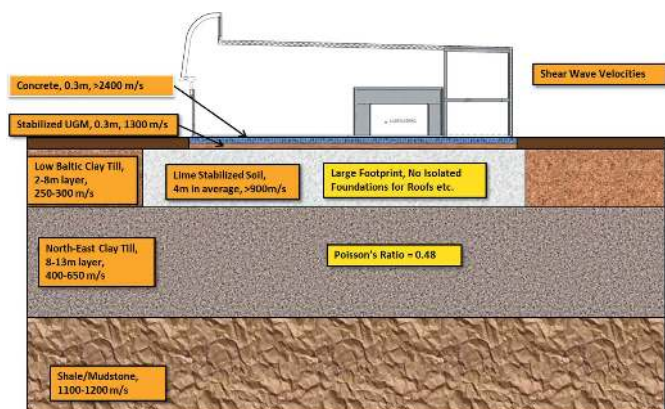 Shear Wave Velocities
Concrete, 0.3m, >2400 m/s
Stabilized UGM, 0.3m, 1300 m/s
Low Baltic Clay Till,
2-8m layer,
250-300 m/s
Lime Stabilized Soil,
4m in average, >900m/s
Large Footprint, No Isolated
Foundations for Roofs etc.
North-East Clay Till,
8-13m layer,
400-650 m/s
Poisson's Ratio = 0.48
Shale/Mudstone,
1100-1200 m/s